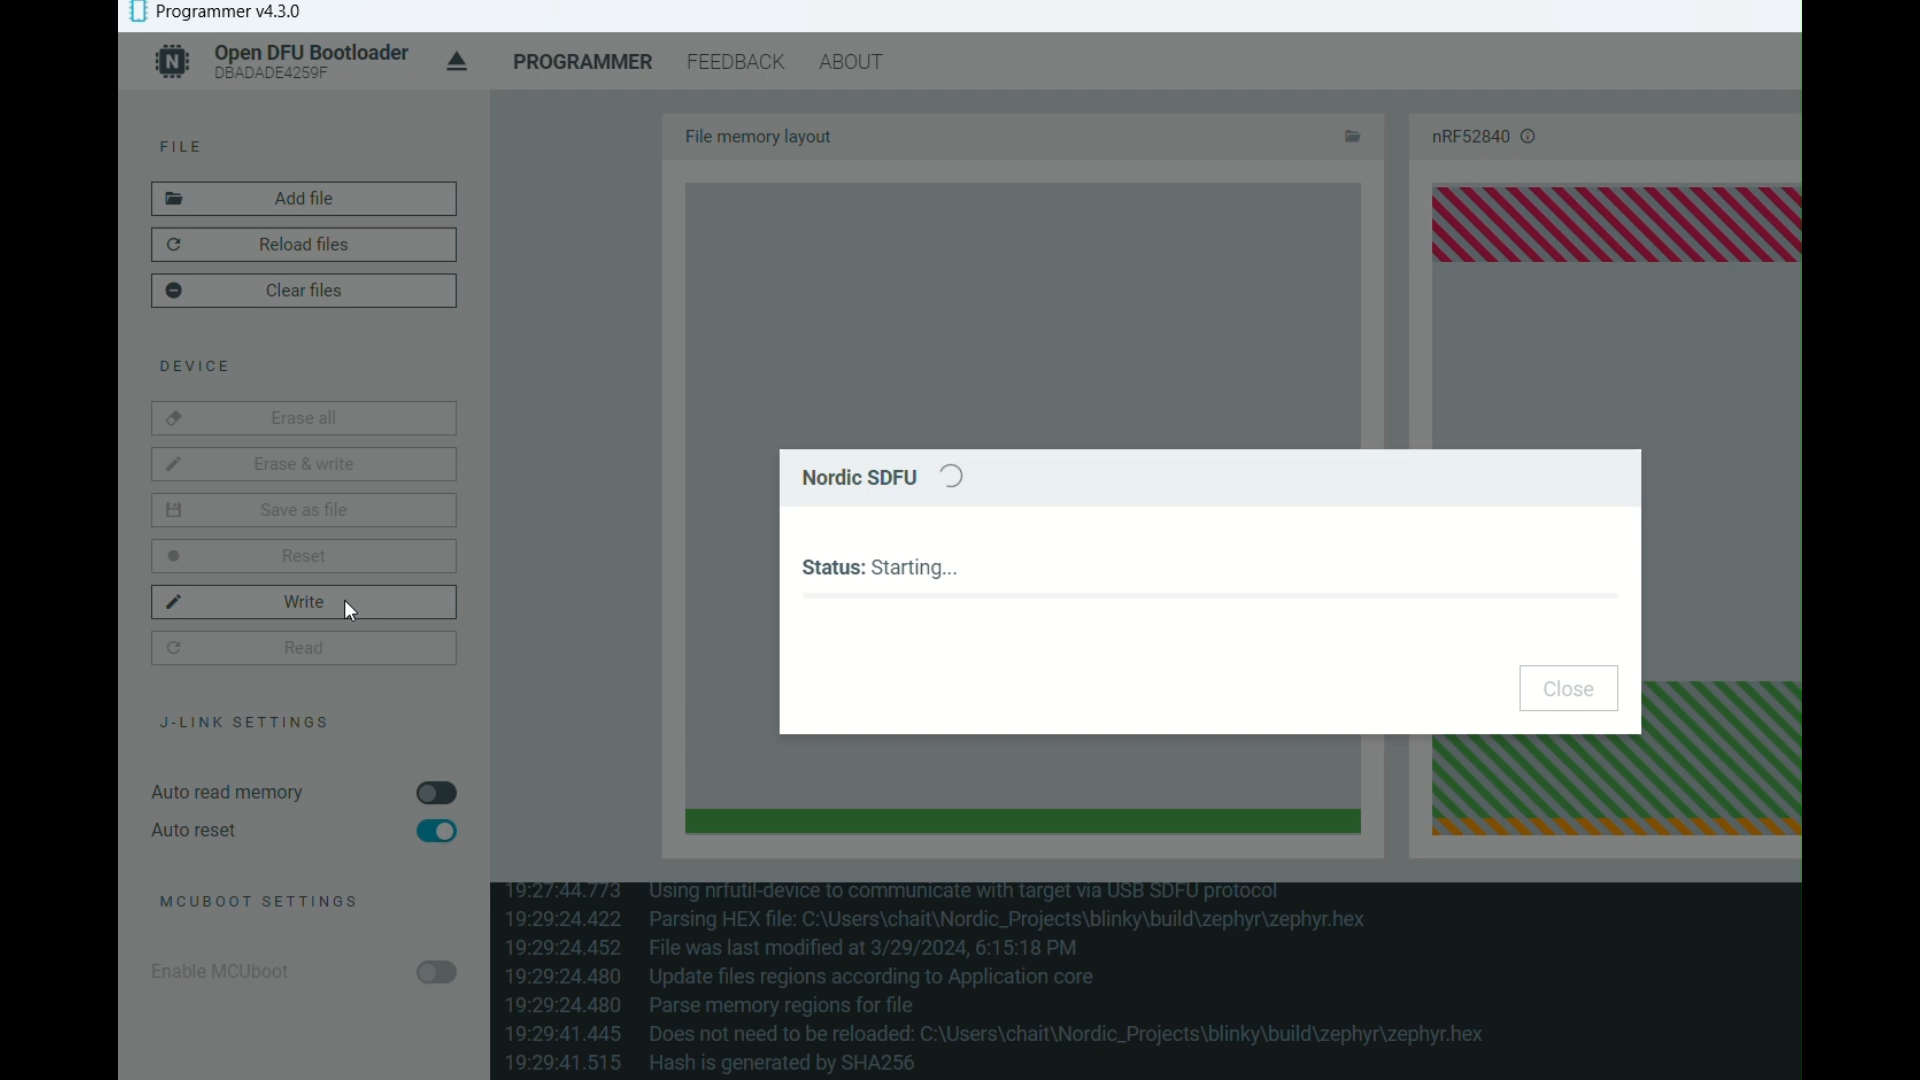 Programmer v4.3.0
Open DFU Bootloader
DBADADE4259F
PROGRAMMER
FEEDBACK
ABOUT
FILE
Add file
Reload files
Clear files
DEVICE
Erase all
Erase & write
Save as file
Reset
Write
Read
J-LINK SETTINGS
Auto read memory
Auto reset
MCUBOOT SETTINGS
Enable MCUboot
File memory layout
nRF52840
Nordic SDFU
Status: Starting...
Close
19:27:44.773 Using nrfutil-device to communicate with target via USB SDFU protocol
19:29:24.422 Parsing HEX file: C:\Users\chait\Nordic_Projects\blinky\build\zephyr\zephyr.hex
19:29:24.452 File was last modified at 3/29/2024, 6:15:18 PM
19:29:24.480 Update files regions according to Application core
19:29:24.480 Parse memory regions for file
19:29:41.445 Does not need to be reloaded: C:\Users\chait\Nordic_Projects\blinky\build\zephyr\zephyr.hex
19:29:41.515 Hash is generated by SHA256